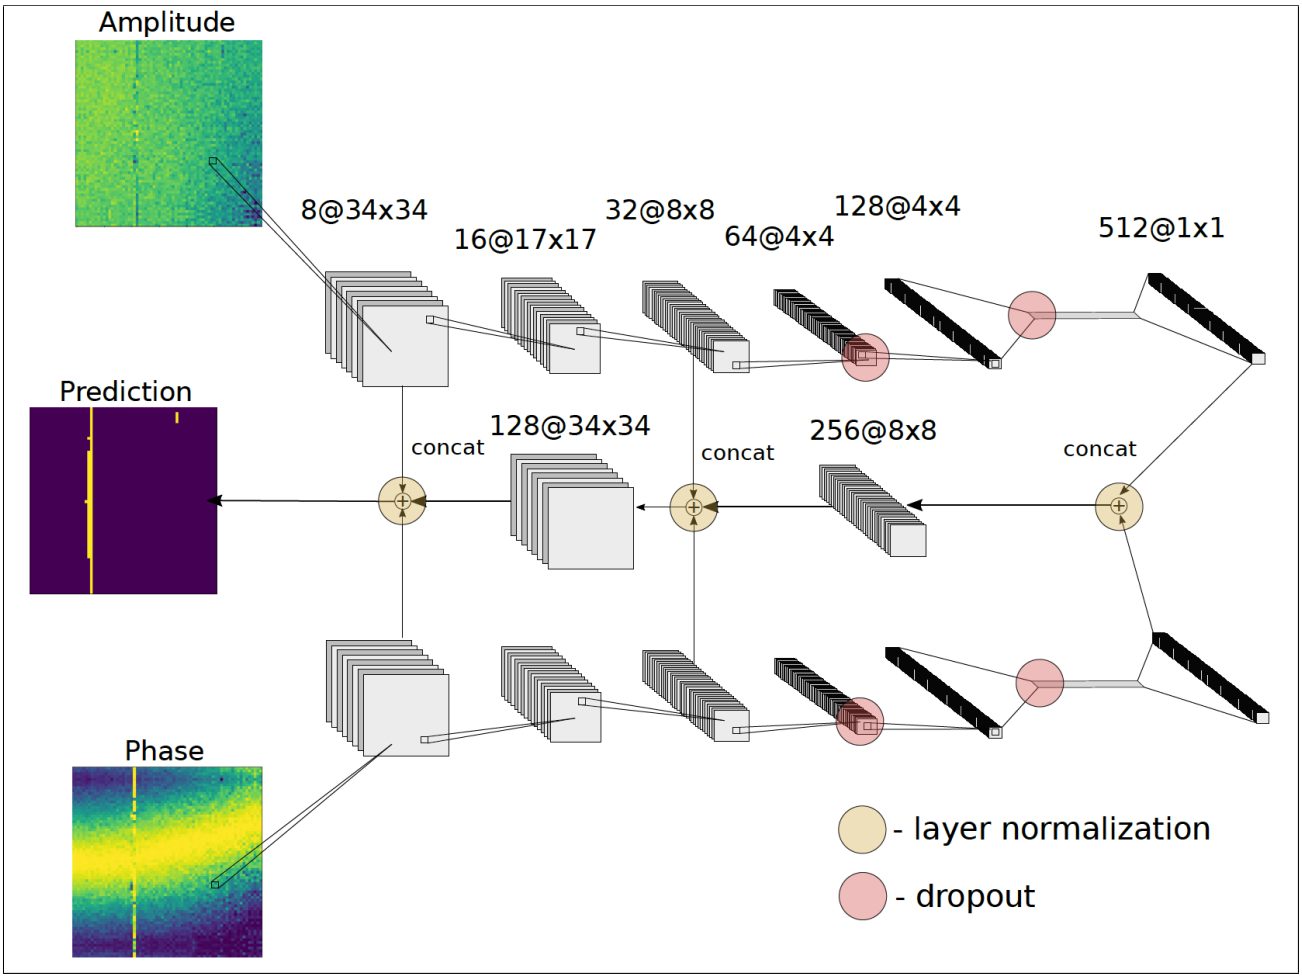 Amplitude
8@34x34
16@17x17
32@8x8
64@4x4
128@4x4
512@1x1
Prediction
concat
128@34x34
concat
256@8x8
concat
Phase
- layer normalization
- dropout